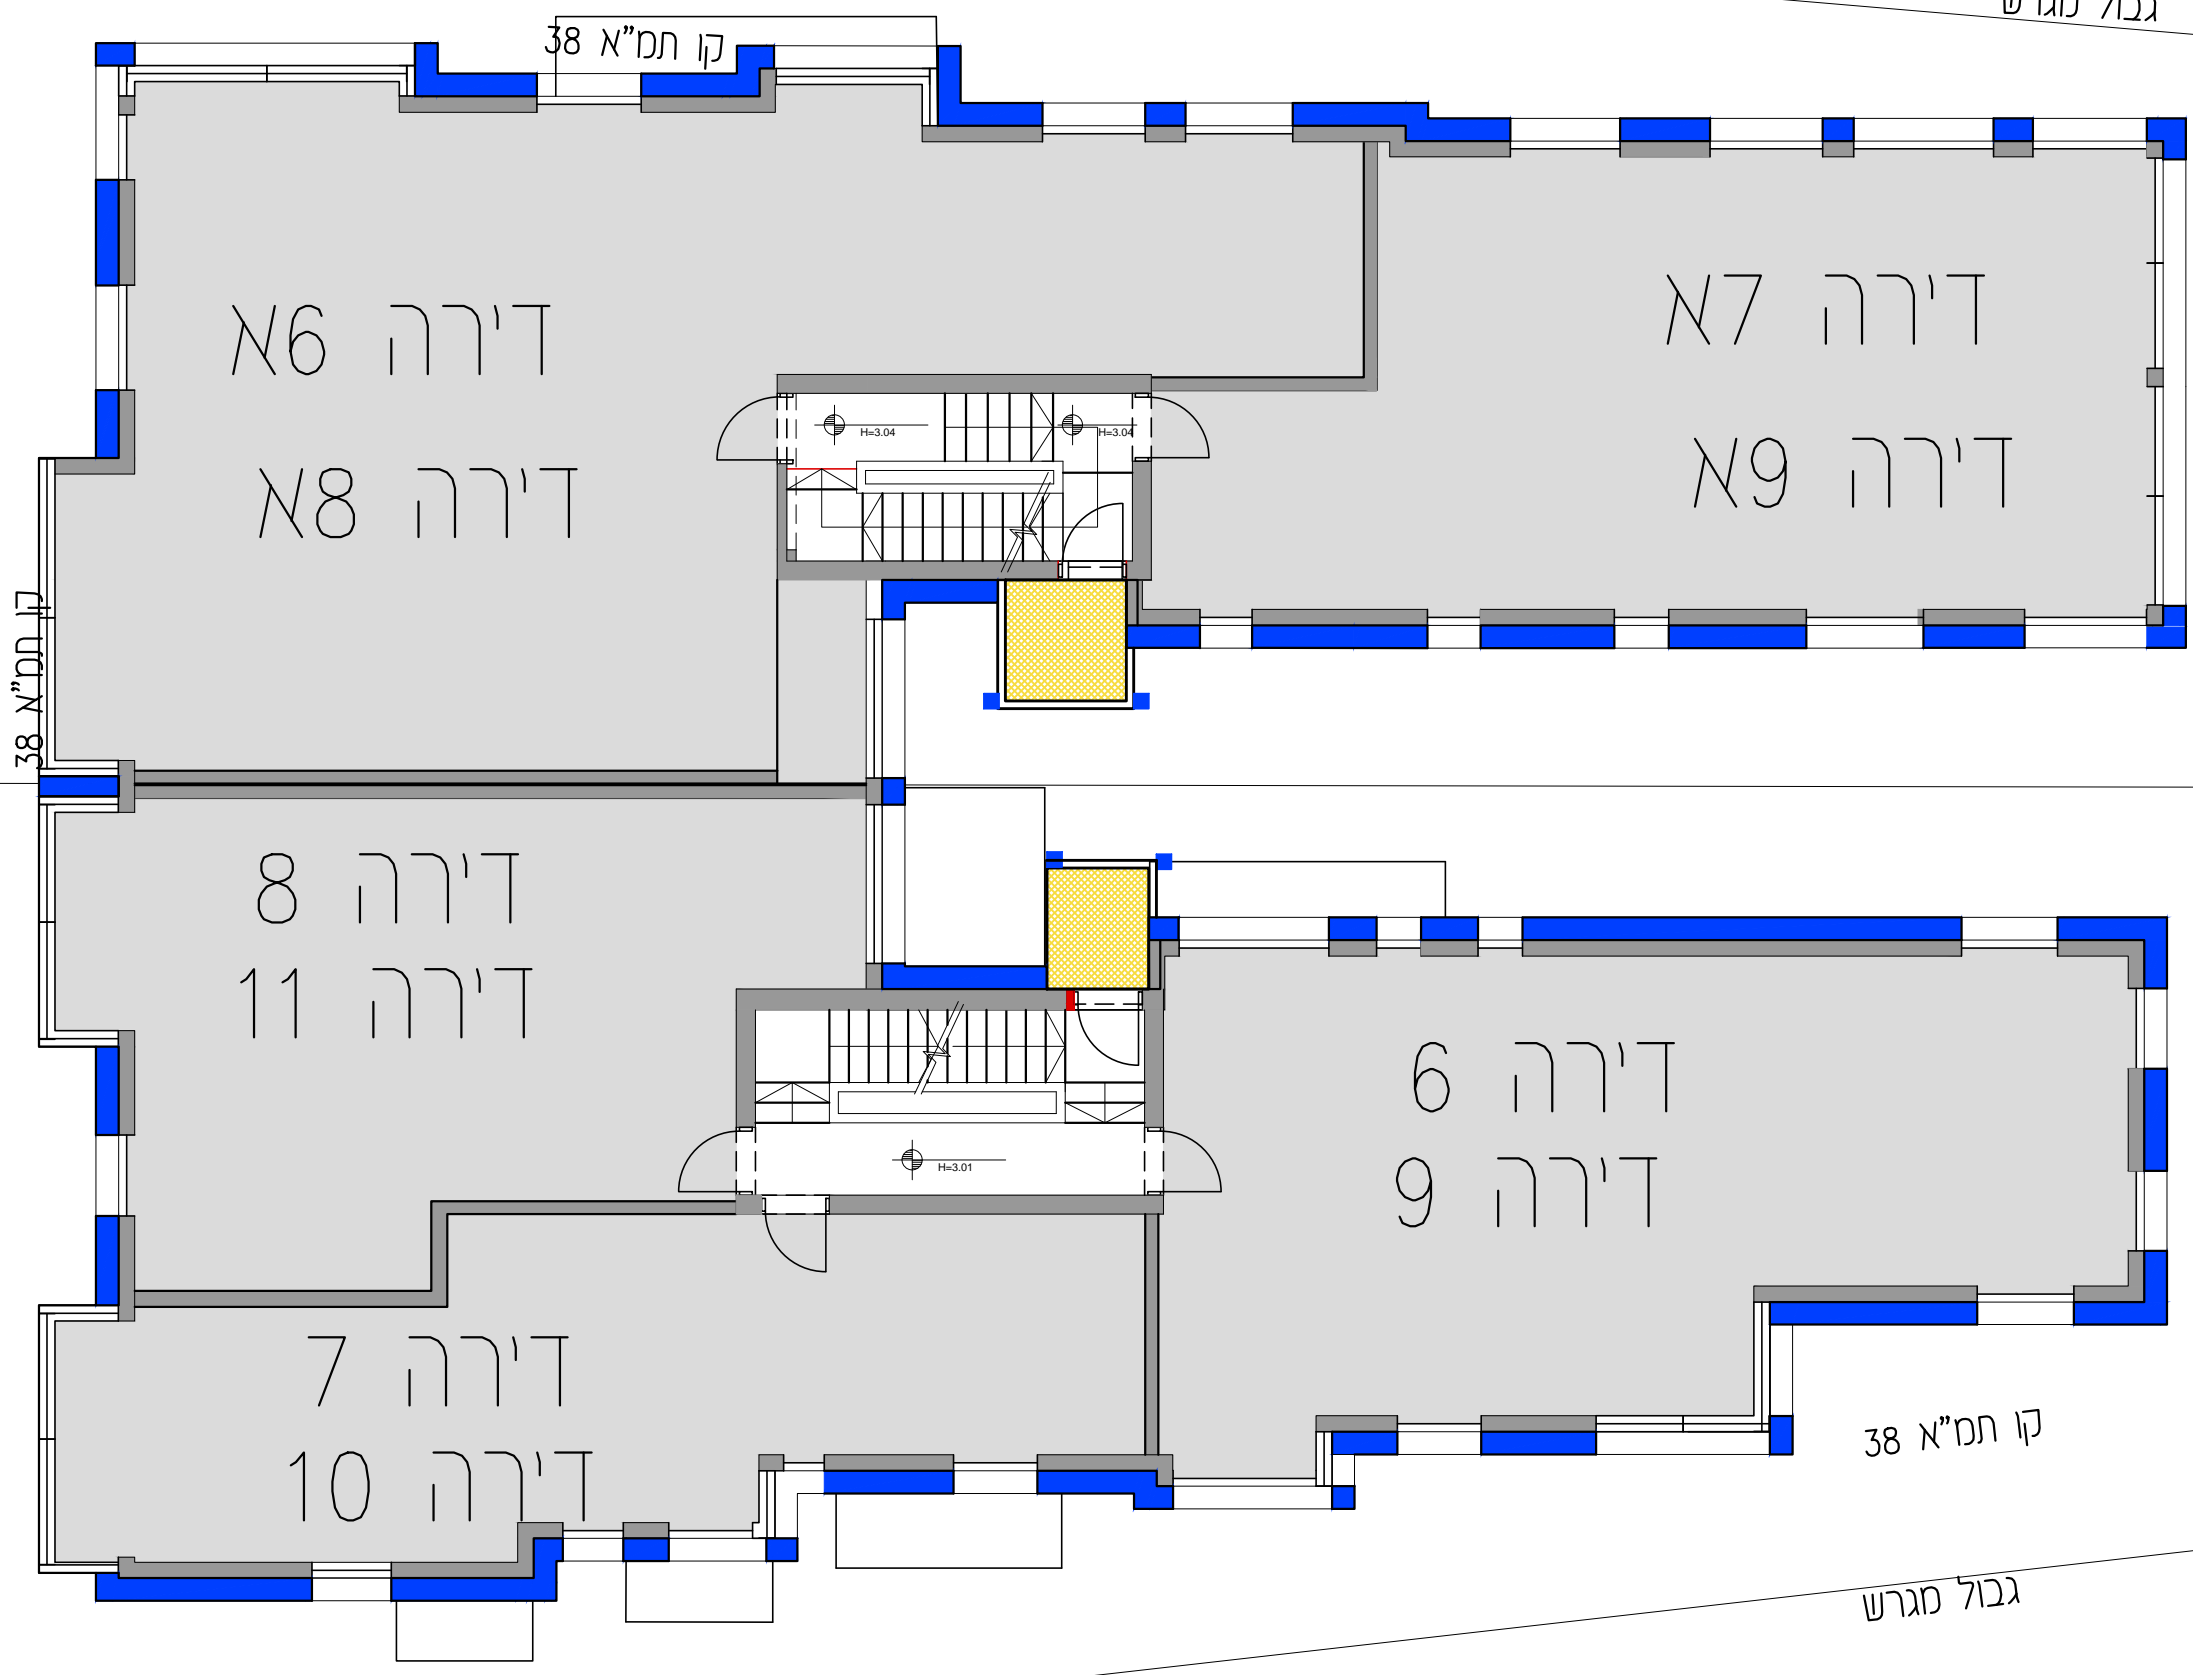 גבול מגרש
קו תמ"א 38
דירה 6א
דירה 8א
דירה 7א
דירה 9א
H=3.04
H=3.04
קו תמ"א 38
דירה 8
דירה 11
דירה 6
דירה 9
H=3.01
דירה 7
דירה 10
קו תמ"א 38
גבול מגרש